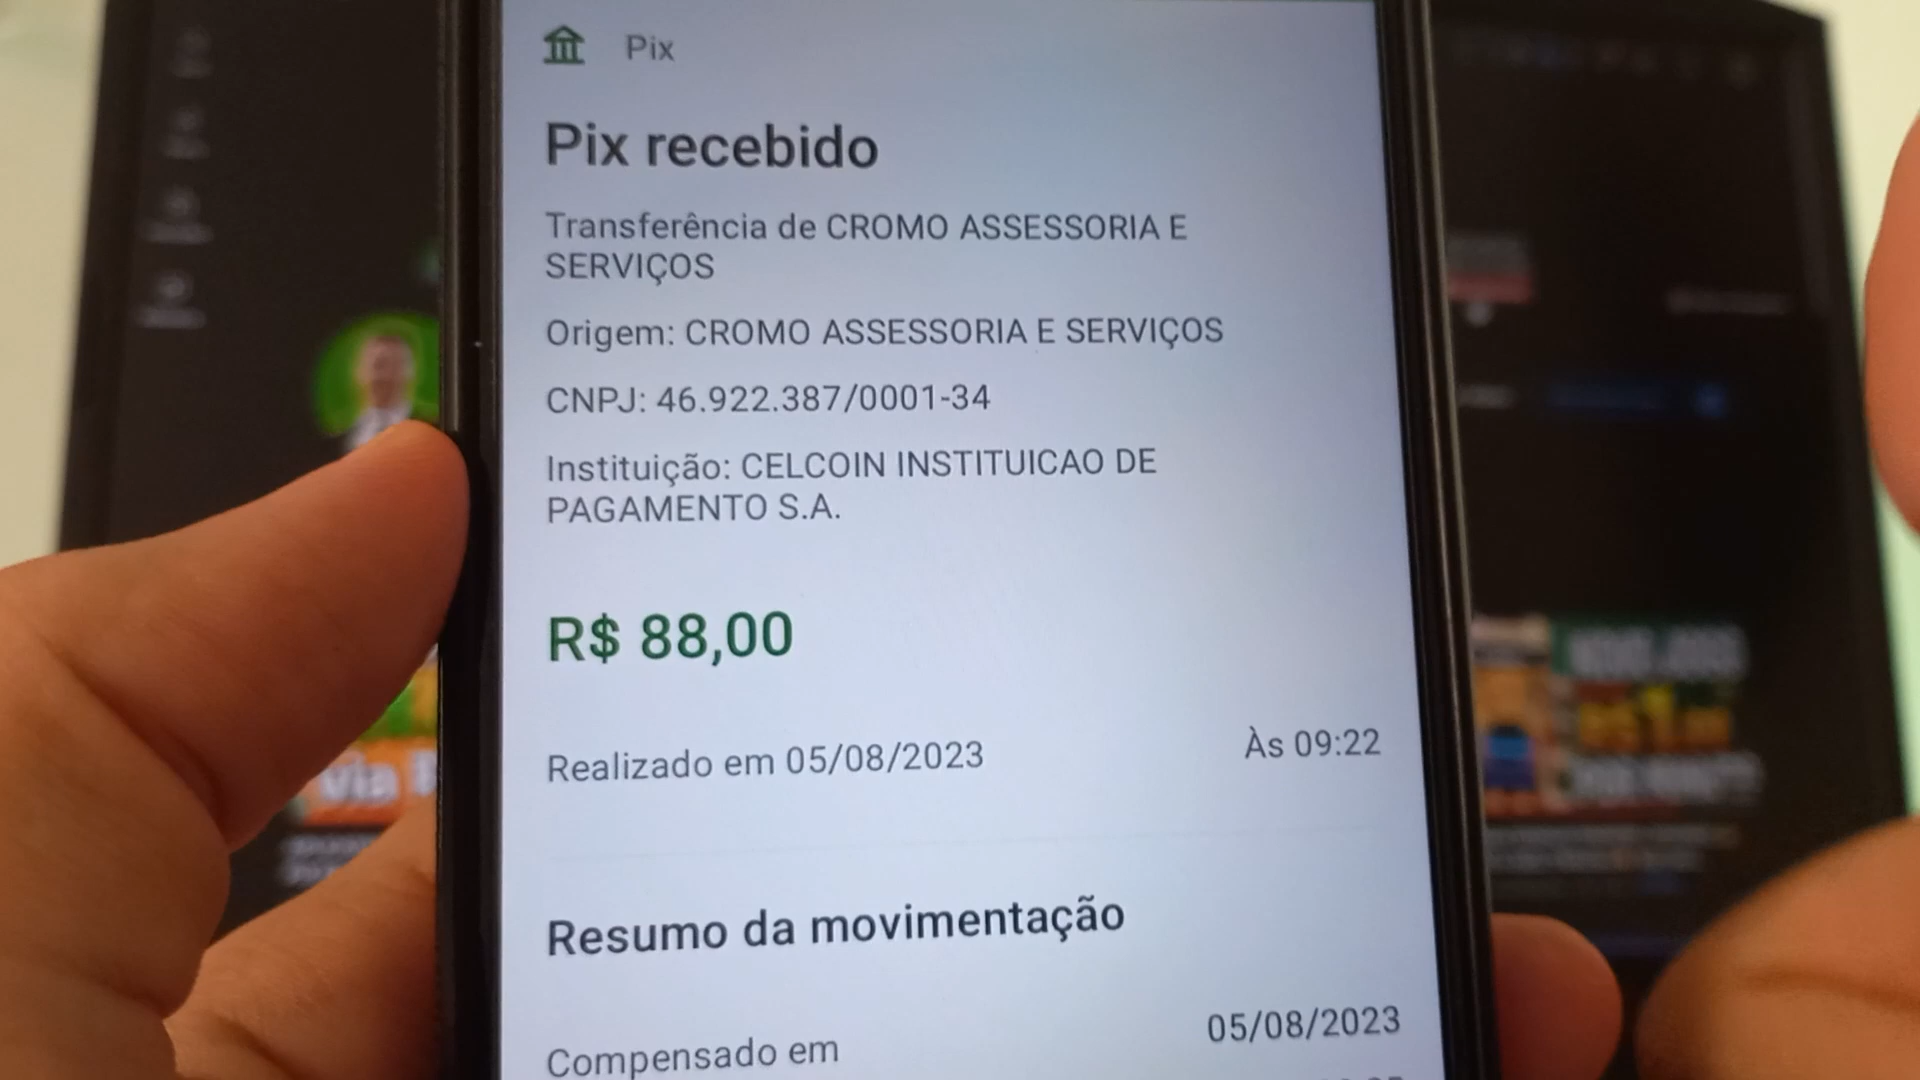 Pix
Pix recebido
Transferência de CROMO ASSESSORIA E
SERVIÇOS
Origem: CROMO ASSESSORIA E SERVIÇOS
CNPJ: 46.922.387/0001-34
Instituição: CELCOIN INSTITUICAO DE
PAGAMENTO S.A.
R$ 88,00
Realizado em 05/08/2023 Às 09:22
Resumo da movimentação
Compensado em 05/08/2023
Via